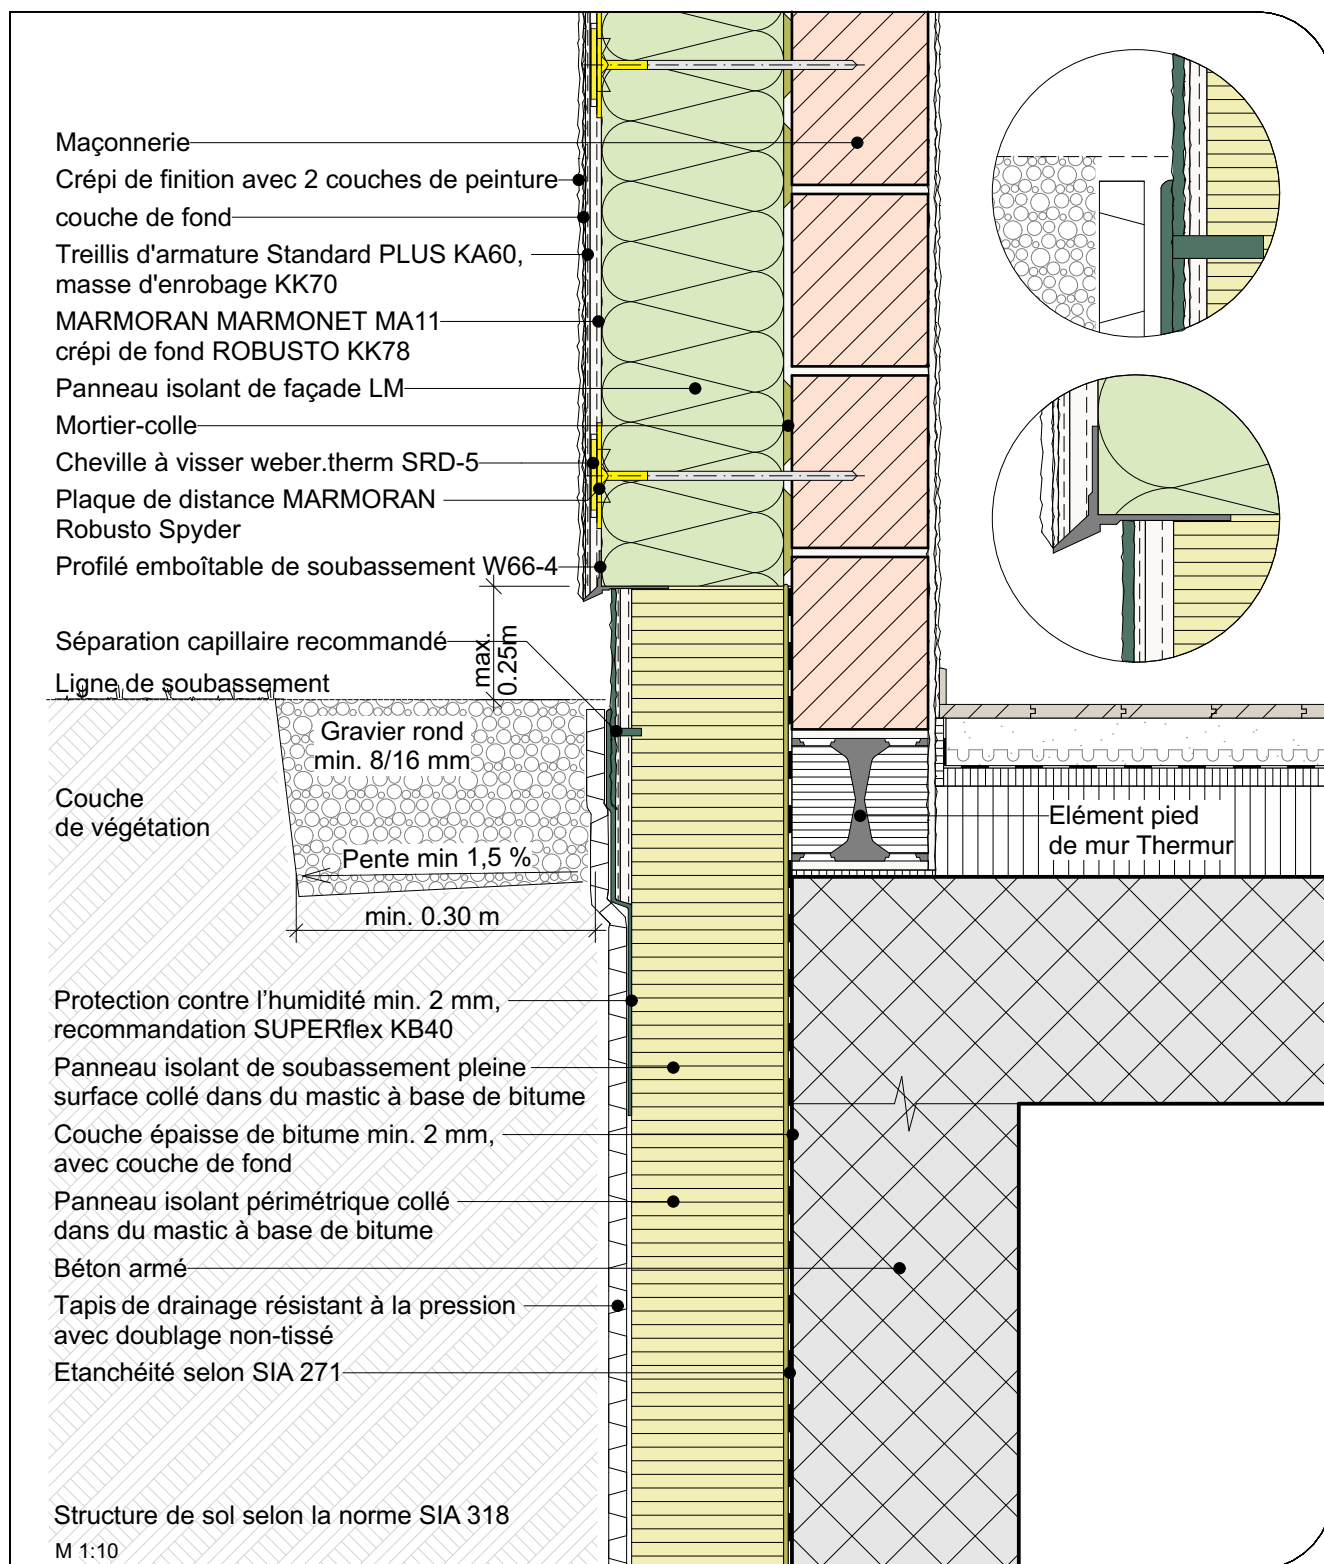 Maçonnerie
Crépi de finition avec 2 couches de peinture
couche de fond
Treillis d'armature Standard PLUS KA60,
masse d'enrobage KK70
MARMORAN MARMONET MA11
crépi de fond ROBUSTO KK78
Panneau isolant de façade LM
Mortier-colle
Cheville à visser weber.therm SRD-5
Plaque de distance MARMORAN
Robusto Spyder
Profilé emboîtable de soubassement W66-4
max.
0.25m
Séparation capillaire recommandé
Ligne de soubassement
Gravier rond
min. 8/16 mm
Couche
de végétation
Elément pied
de mur Thermur
Pente min 1,5 %
min. 0.30 m
Protection contre l’humidité min. 2 mm,
recommandation SUPERflex KB40
Panneau isolant de soubassement pleine
surface collé dans du mastic à base de bitume
Couche épaisse de bitume min. 2 mm,
avec couche de fond
Panneau isolant périmétrique collé
dans du mastic à base de bitume
Béton armé
Tapis de drainage résistant à la pression
avec doublage non-tissé
Etanchéité selon SIA 271
Structure de sol selon la norme SIA 318
M 1:10